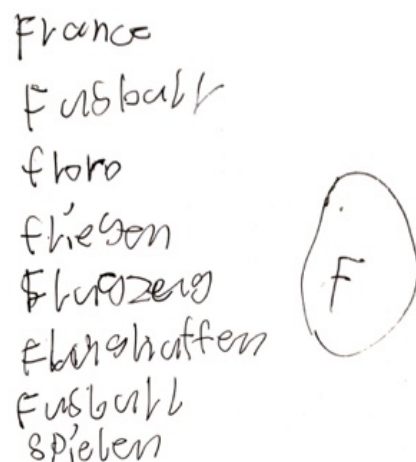 France
Fusball
floro
fliegen
Flugzeug
Flughaffen
Fusball
spielen
F